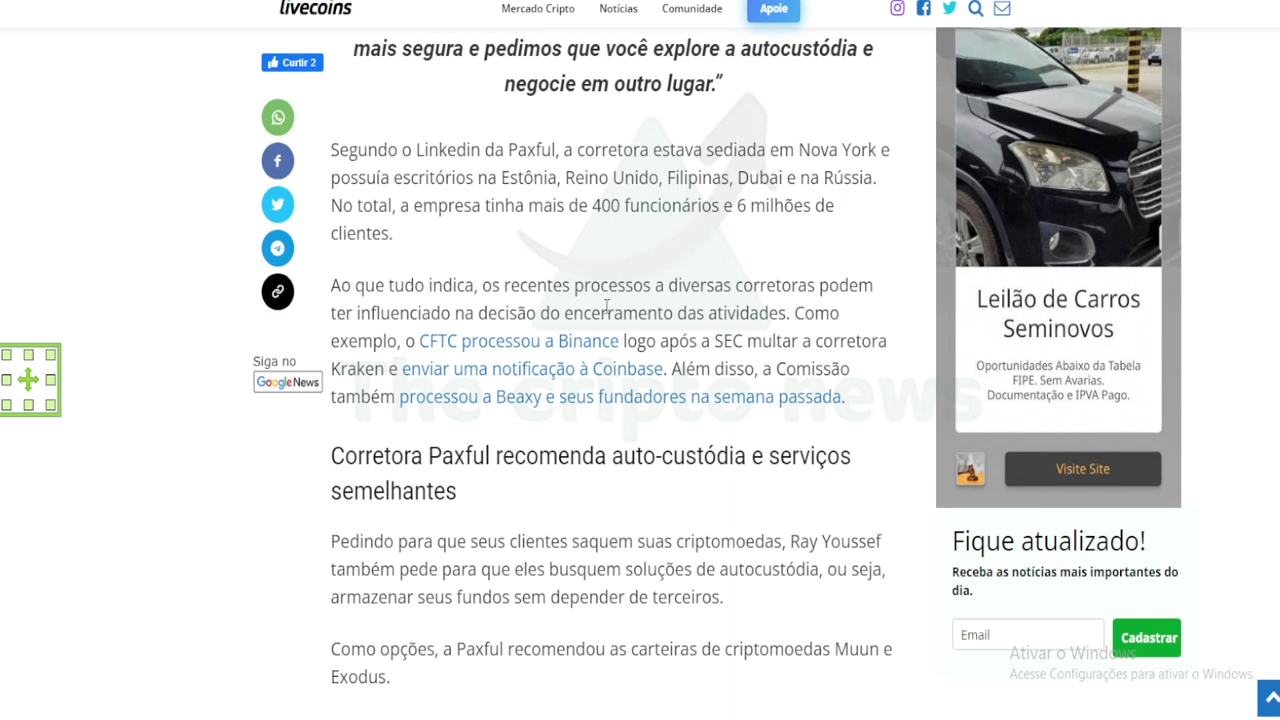 livecoins
Mercado Cripto Notícias Comunidade Apoie
Curtir 2
mais segura e pedimos que você explore a autocustódia e
negocie em outro lugar.”
Segundo o Linkedin da Paxful, a corretora estava sediada em Nova York e
possuía escritórios na Estônia, Reino Unido, Filipinas, Dubai e na Rússia.
No total, a empresa tinha mais de 400 funcionários e 6 milhões de
clientes.
Ao que tudo indica, os recentes processos a diversas corretoras podem
ter influenciado na decisão do encerramento das atividades. Como
exemplo, o CFTC processou a Binance logo após a SEC multar a corretora
Kraken e enviar uma notificação à Coinbase. Além disso, a Comissão
também processou a Beaxy e seus fundadores na semana passada.
Siga no
Google News
The cripto news
Corretora Paxful recomenda auto-custódia e serviços
semelhantes
Pedindo para que seus clientes saquem suas criptomoedas, Ray Youssef
também pede para que eles busquem soluções de autocustódia, ou seja,
armazenar seus fundos sem depender de terceiros.
Como opções, a Paxful recomendou as carteiras de criptomoedas Muun e
Exodus.
Leilão de Carros
Seminovos
Oportunidades Abaixo da Tabela
FIPE. Sem Avarias.
Documentação e IPVA Pago.
Visite Site
Fique atualizado!
Receba as notícias mais importantes do
dia.
Email
Cadastrar
Ativar o Windows
Acesse Configurações para ativar o Windows.